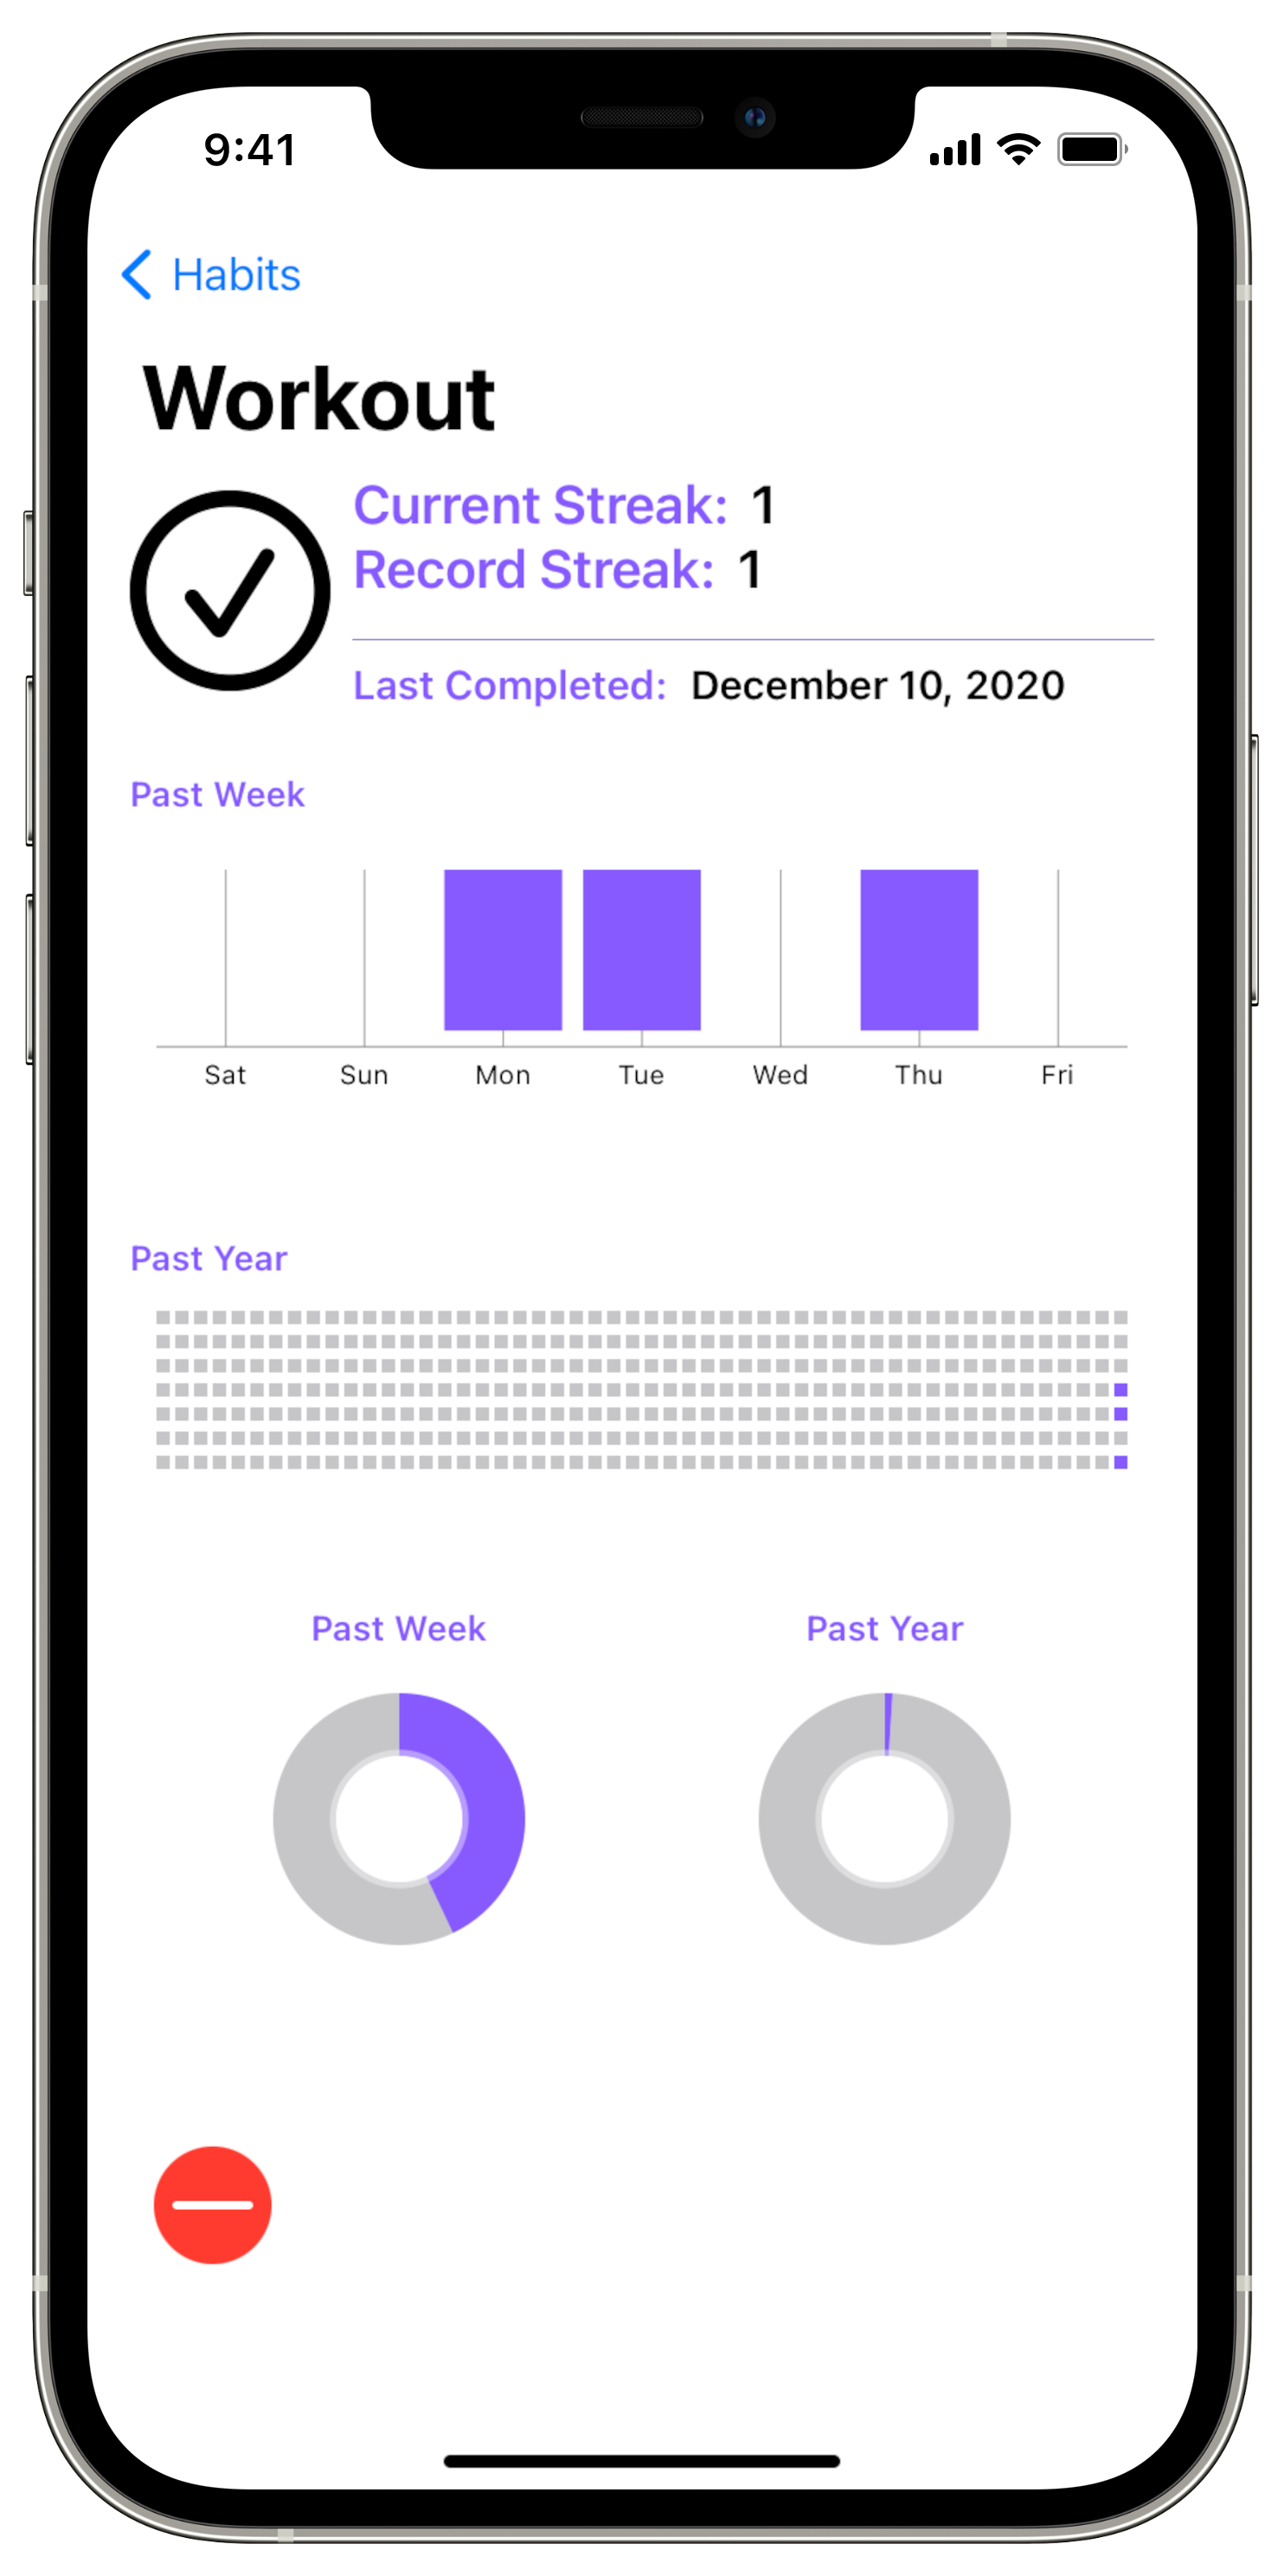 9:41
Habits
Workout
Current Streak: 1
Record Streak: 1
Last Completed: December 10, 2020
Past Week
Sat Sun Mon Tue Wed Thu Fri
Past Year
Past Week Past Year